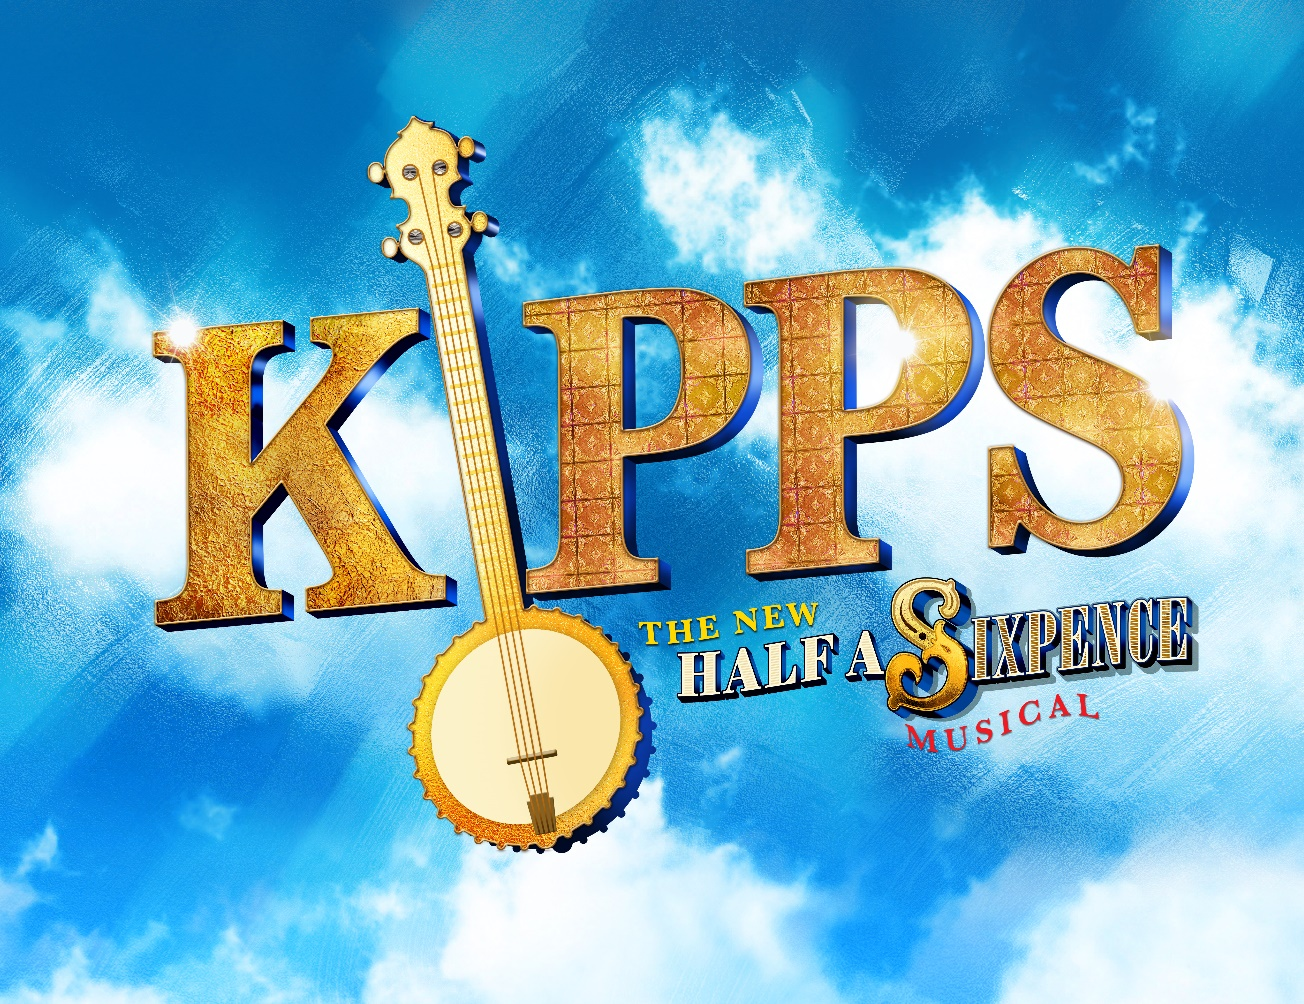 KIPPS
THE NEW
HALF A SIXPENCE
MUSICAL